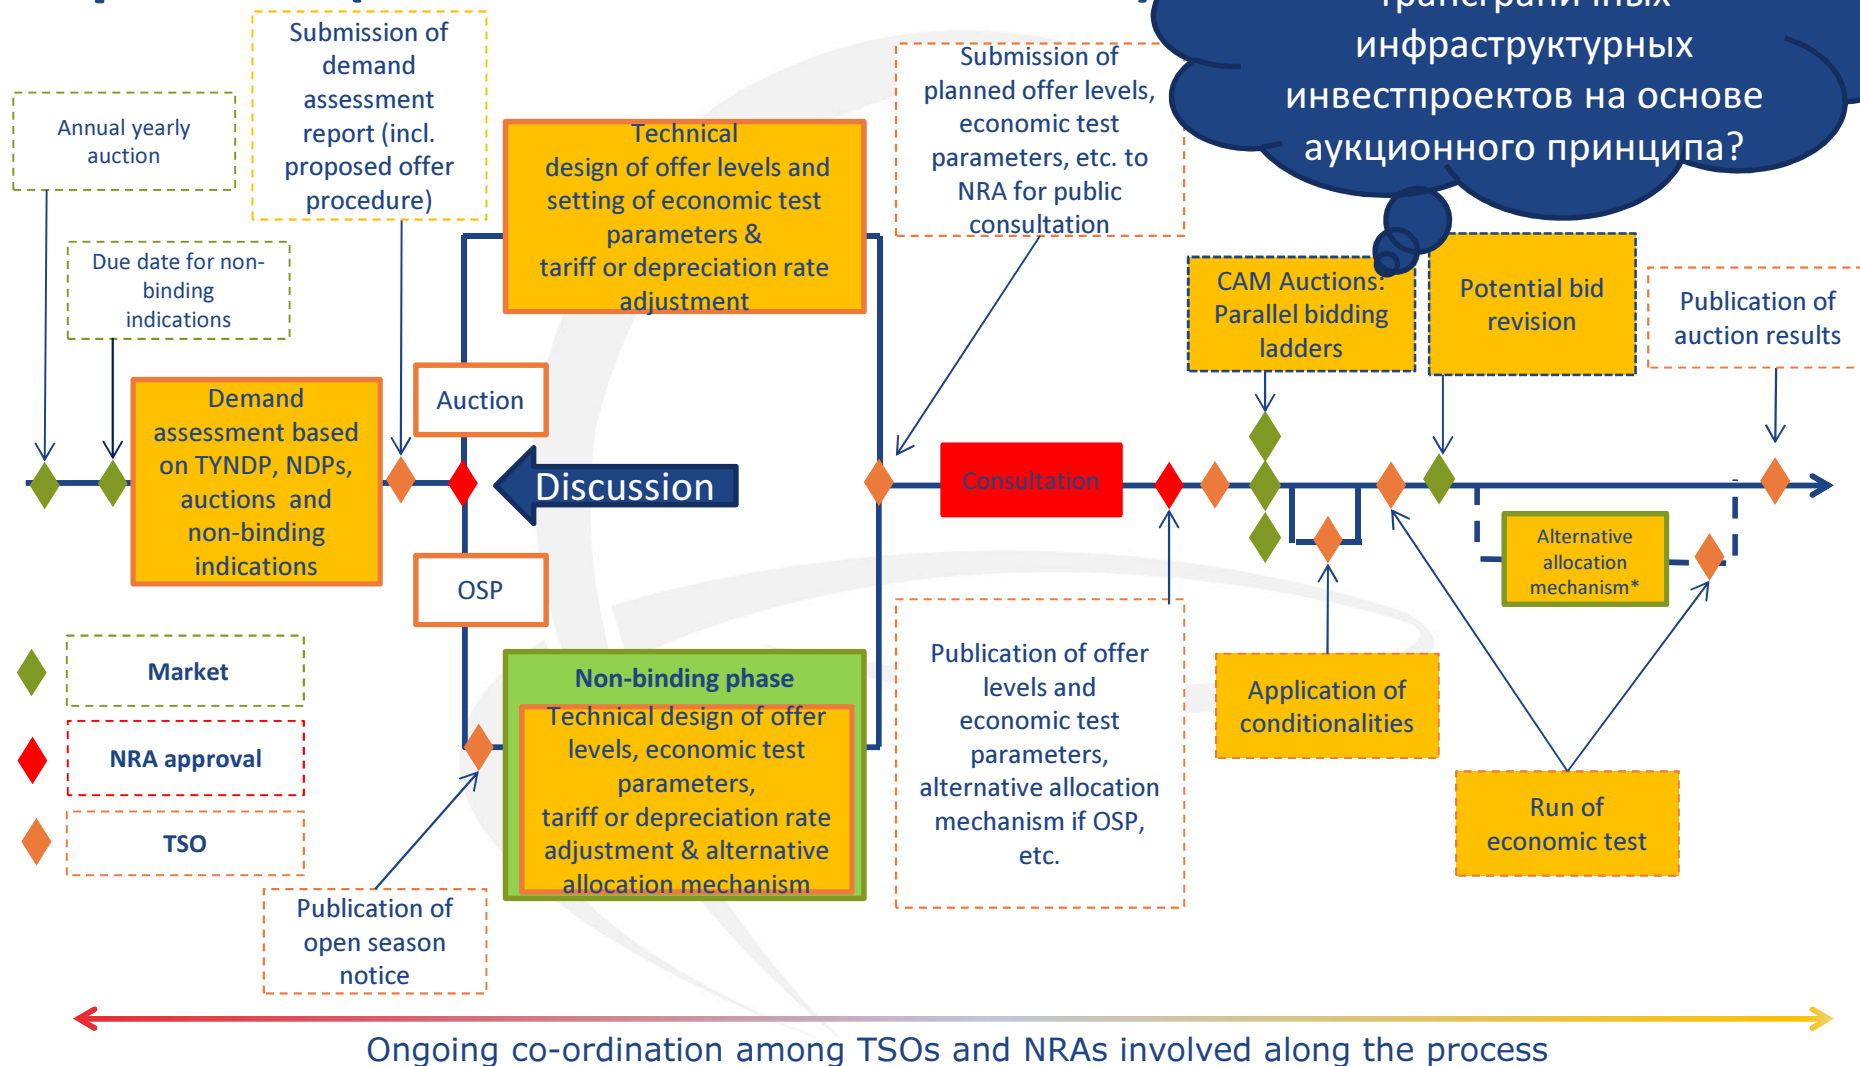 трансграничных
инфраструктурных
инвестпроектов на основе
аукционного принципа?
Submission of
demand
assessment
report (incl.
proposed offer
procedure)
Annual yearly
auction
Due date for non-
binding
indications
Technical
design of offer levels and
setting of economic test
parameters &
tariff or depreciation rate
adjustment
Submission of
planned offer levels,
economic test
parameters, etc. to
NRA for public
consultation
CAM Auctions:
Parallel bidding
ladders
Potential bid
revision
Publication of
auction results
Demand
assessment based
on TYNDP, NDPs,
auctions and
non-binding
indications
Auction
Discussion
OSP
Consultation
Alternative
allocation
mechanism*
Market
NRA approval
TSO
Non-binding phase
Technical design of offer
levels, economic test
parameters,
tariff or depreciation rate
adjustment & alternative
allocation mechanism
Publication of
open season
notice
Publication of offer
levels and
economic test
parameters,
alternative allocation
mechanism if OSP,
etc.
Application of
conditionalities
Run of
economic test
Ongoing co-ordination among TSOs and NRAs involved along the process